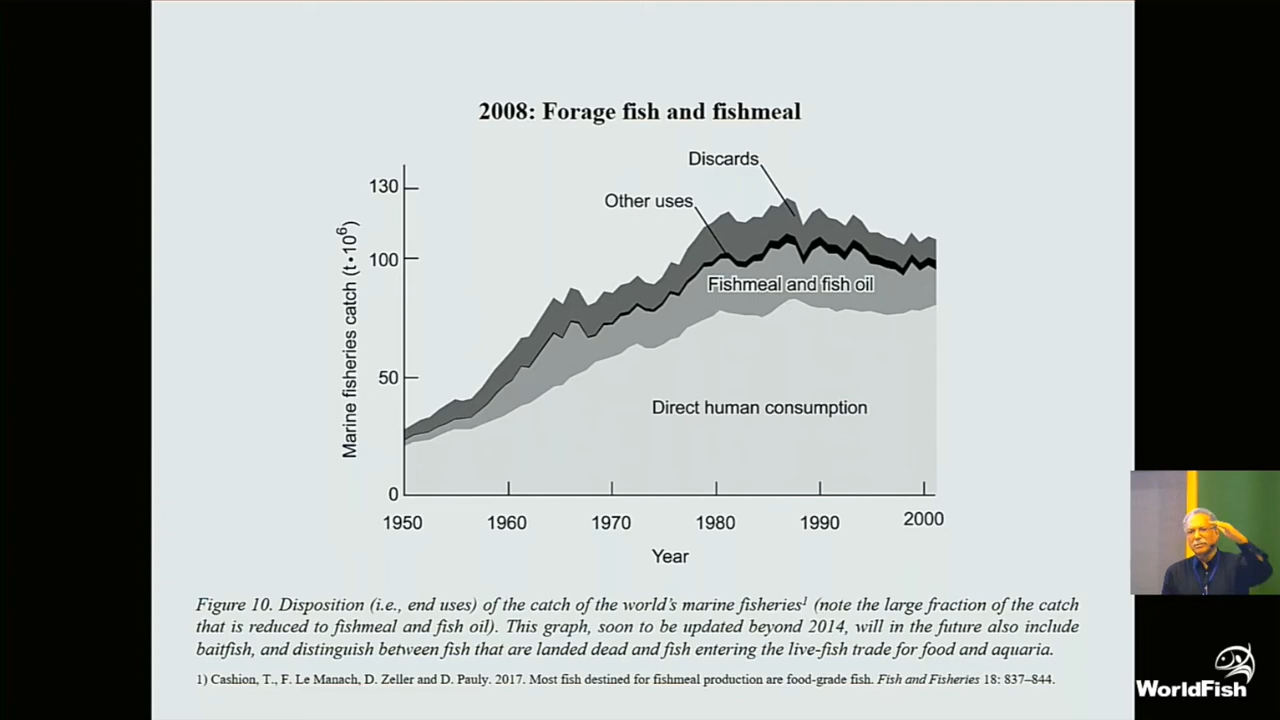 2008: Forage fish and fishmeal
Discards
Other uses
130
100
50
0
Marine fisheries catch (t•10⁶)
Fishmeal and fish oil
Direct human consumption
1950 1960 1970 1980 1990 2000
Year
Figure 10. Disposition (i.e., end uses) of the catch of the world's marine fisheries¹ (note the large fraction of the catch
that is reduced to fishmeal and fish oil). This graph, soon to be updated beyond 2014, will in the future also include
baitfish, and distinguish between fish that are landed dead and fish entering the live-fish trade for food and aquaria.
1) Cashion, T., F. Le Manach, D. Zeller and D. Pauly. 2017. Most fish destined for fishmeal production are food-grade fish. Fish and Fisheries 18: 837–844.
WorldFish